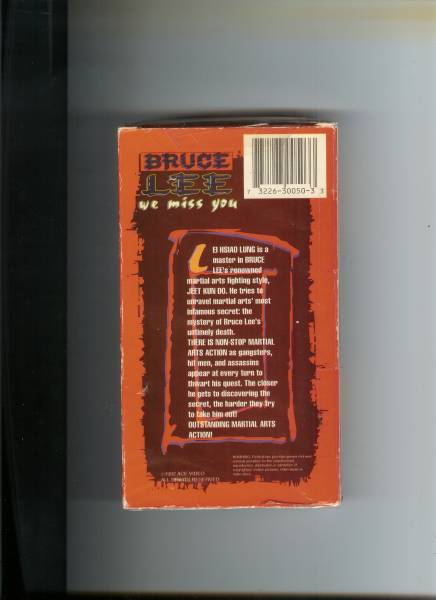 BRUCE
LEE
we miss you
7 3226-30050-3 3
LEI HSIAO LUNG is a
master in BRUCE
LEE's renowned
martial arts fighting style,
JEET KUN DO. He tries to
unravel martial arts' most
infamous secret: the
mystery of Bruce Lee's
untimely death.
THERE IS NON-STOP MARTIAL
ARTS ACTION as gangsters,
hit men, and assassins
appear at every turn to
thwart his quest. The closer
he gets to discovering the
secret, the harder they try
to take him out!
OUTSTANDING MARTIAL ARTS
ACTION!
ACE VIDEO
ALL RIGHTS RESERVED
WARNING: